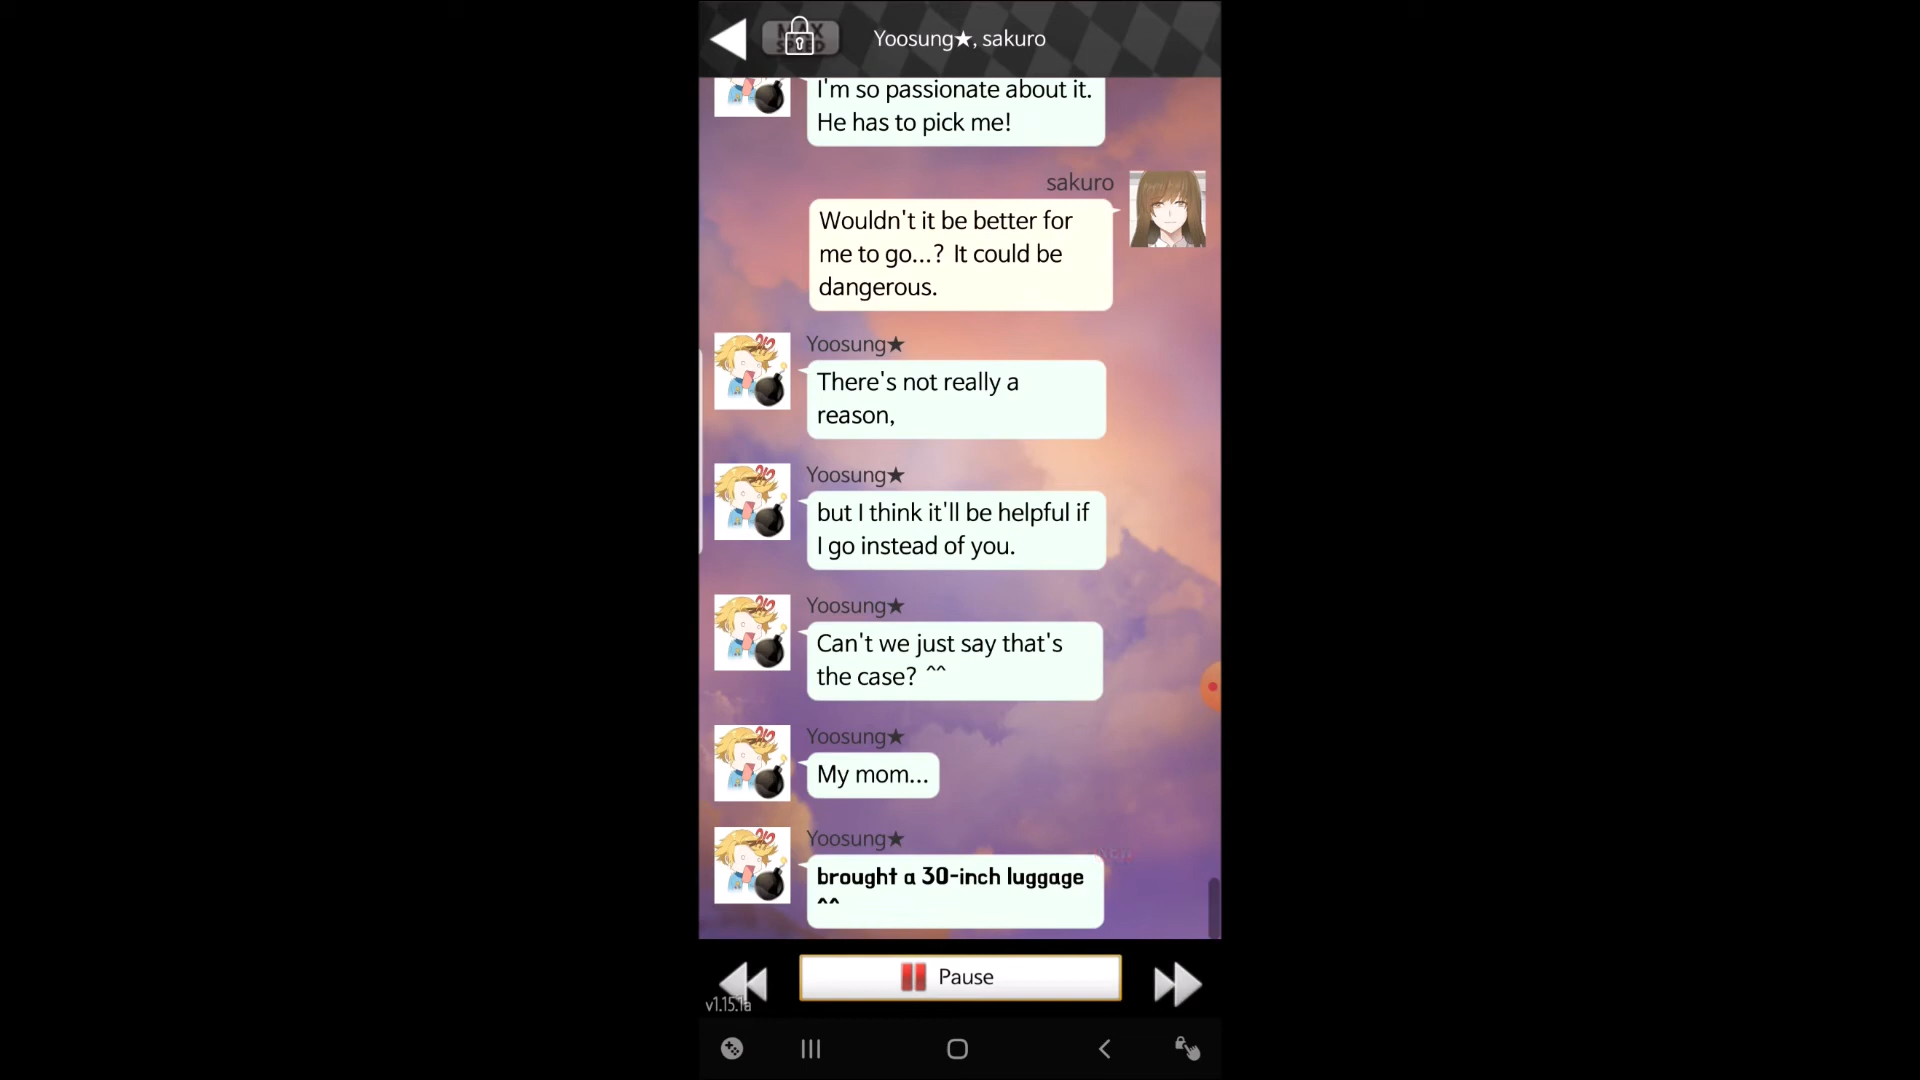 Yoosung★, sakuro
I'm so passionate about it.
He has to pick me!
sakuro
Wouldn't it be better for
me to go...? It could be
dangerous.
Yoosung★
There's not really a
reason,
Yoosung★
but I think it'll be helpful if
I go instead of you.
Yoosung★
Can't we just say that's
the case? ^^
Yoosung★
My mom...
Yoosung★
brought a 30-inch luggage
^^
Pause
v1.15.1a